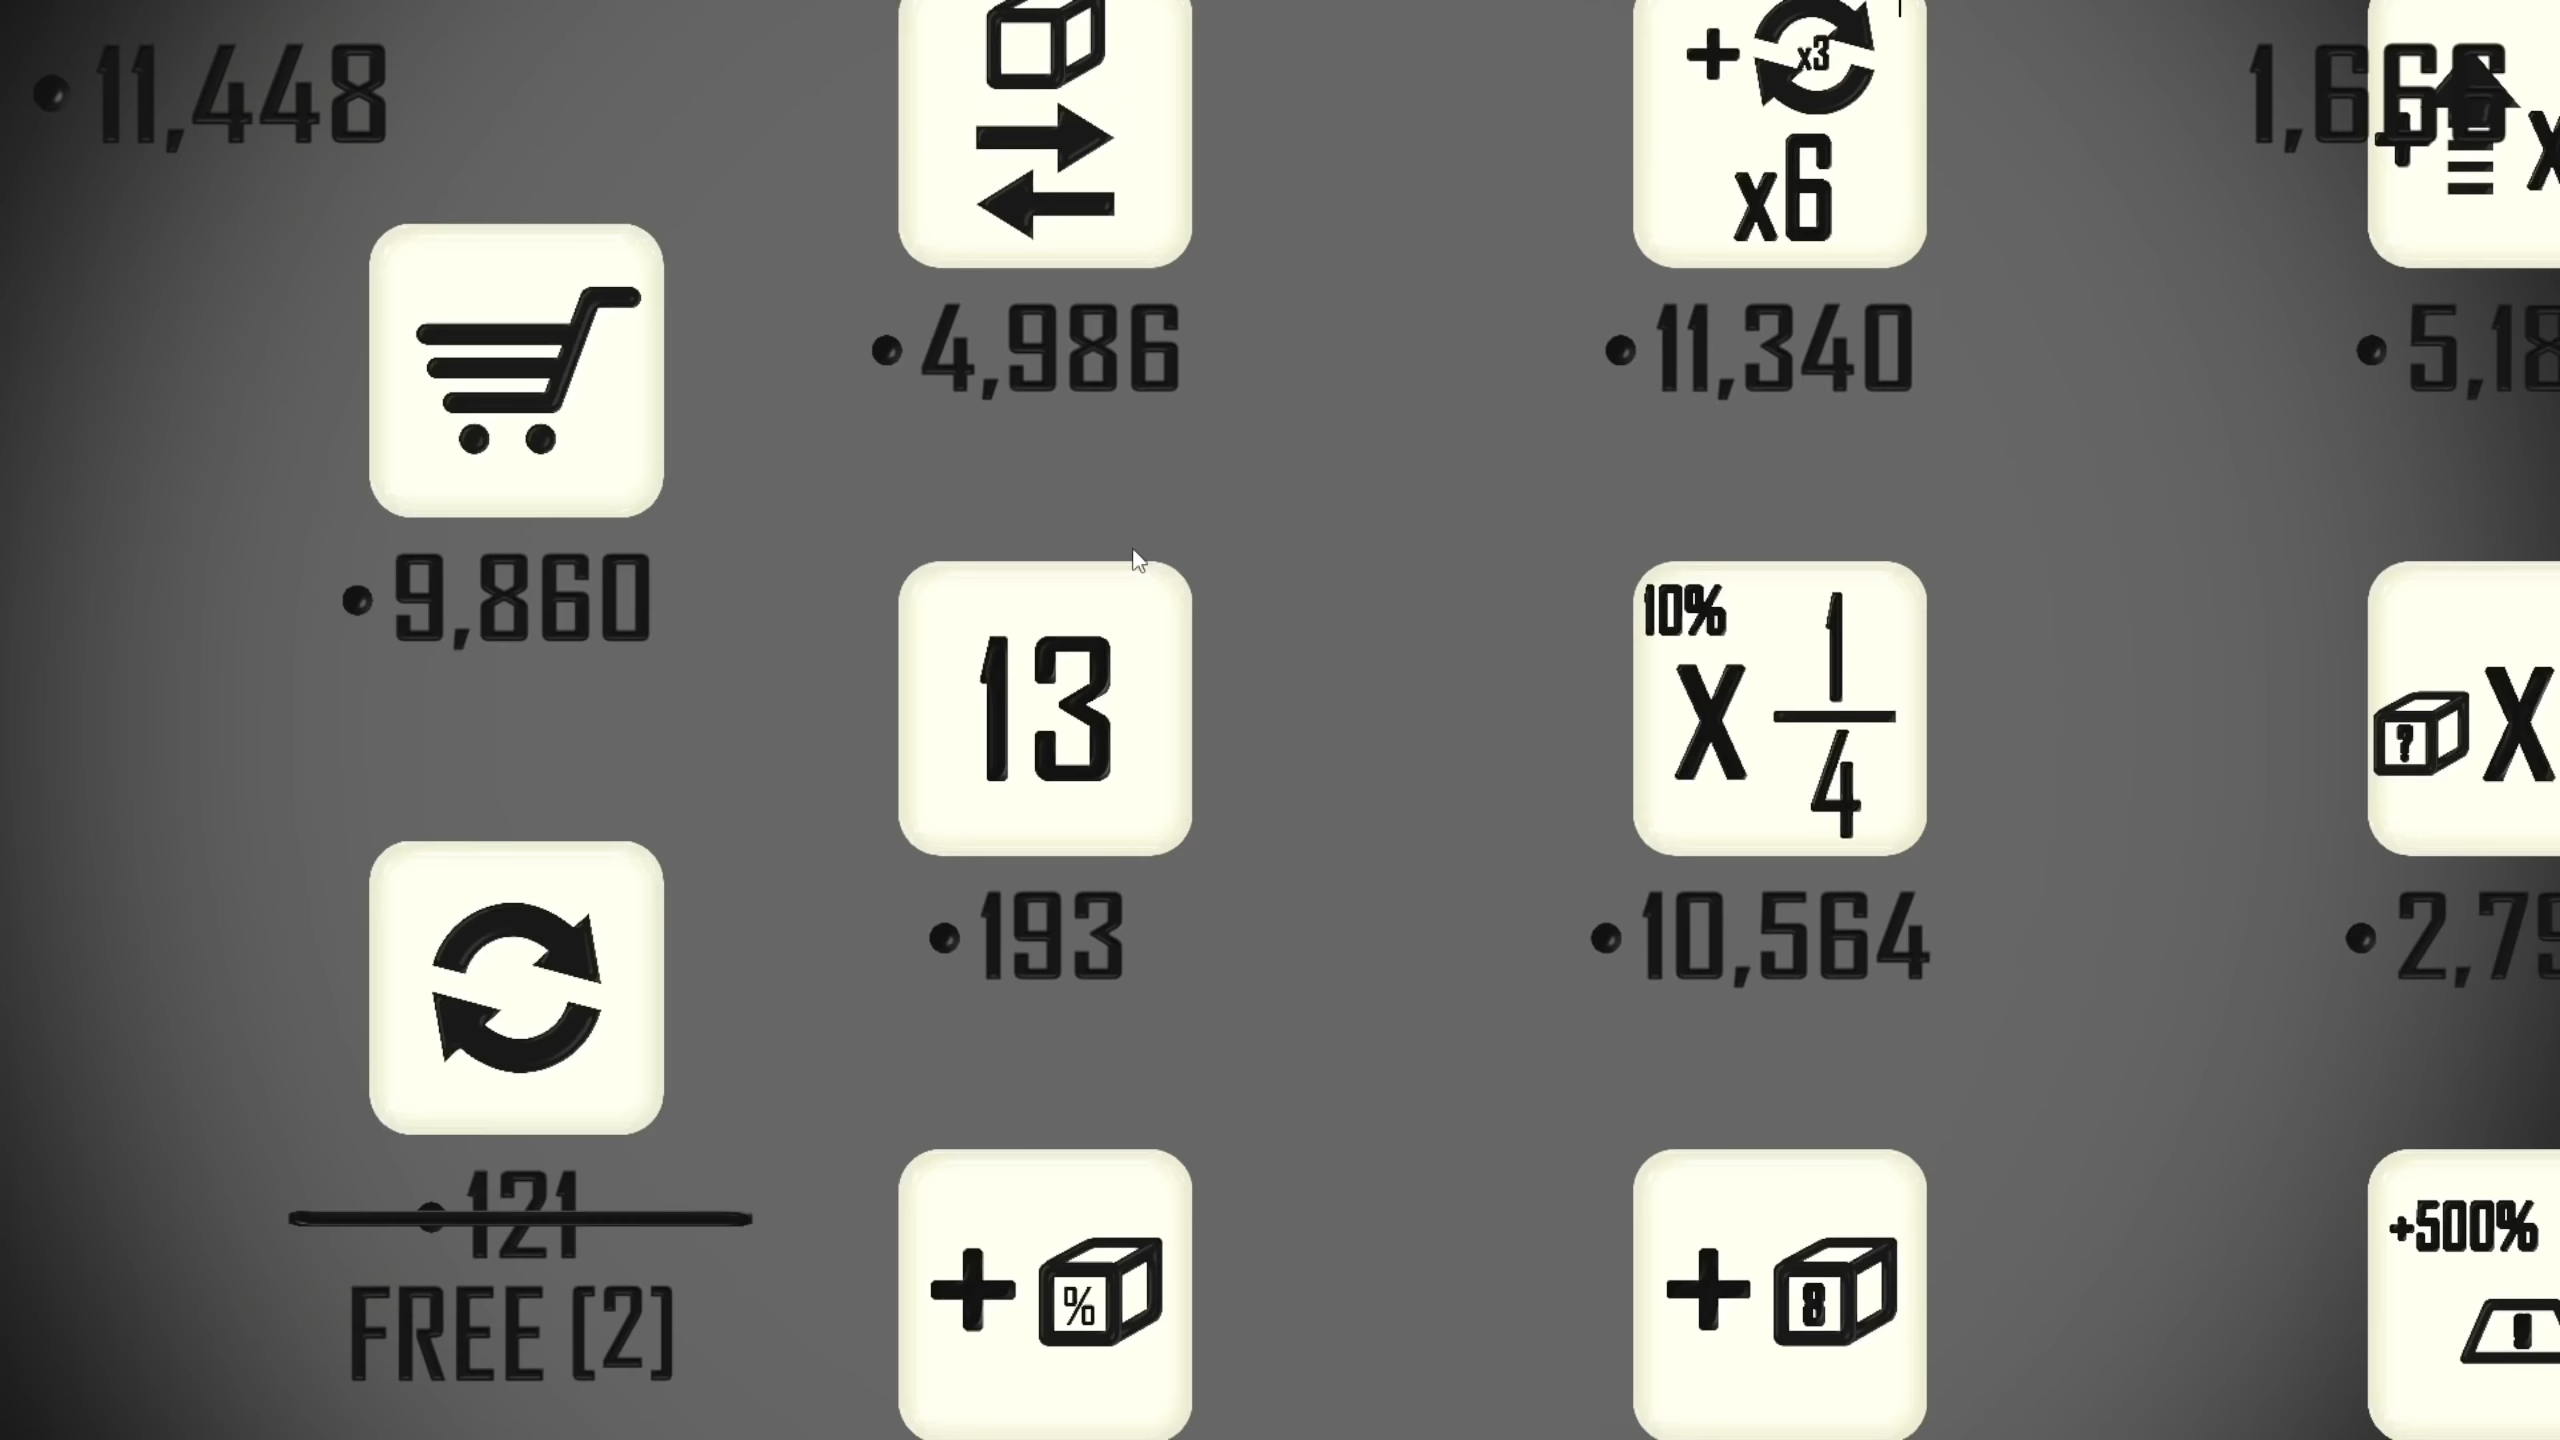 11,448
+ x3
x6
1,666
+ X
4,986
11,340
9,860
13
10%
X 1/4
? X
193
10,564
121
FREE [2]
+ %
+ 8
+500%